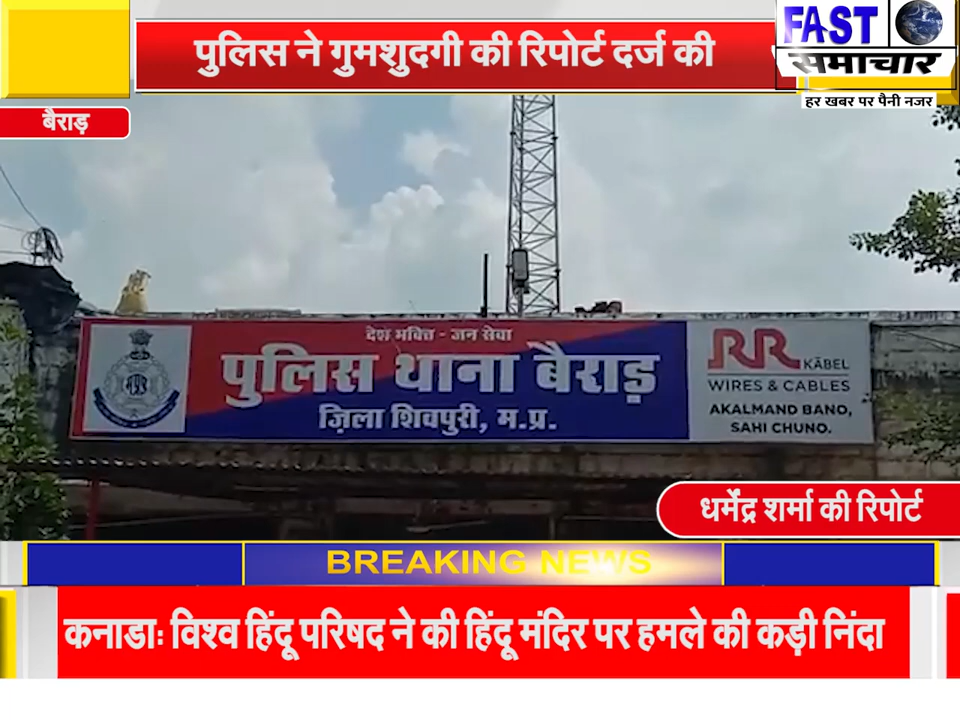 पुलिस ने गुमशुदगी की रिपोर्ट दर्ज की
FAST
समाचार
हर खबर पर पैनी नजर
बैराड़
देश भक्ति - जन सेवा
पुलिस थाना बैराड़
ज़िला शिवपुरी, म.प्र.
RR KĀBEL
WIRES & CABLES
AKALMAND BANO,
SAHI CHUNO.
धर्मेंद्र शर्मा की रिपोर्ट
BREAKING NEWS
कनाडा: विश्व हिंदू परिषद ने की हिंदू मंदिर पर हमले की कड़ी निंदा